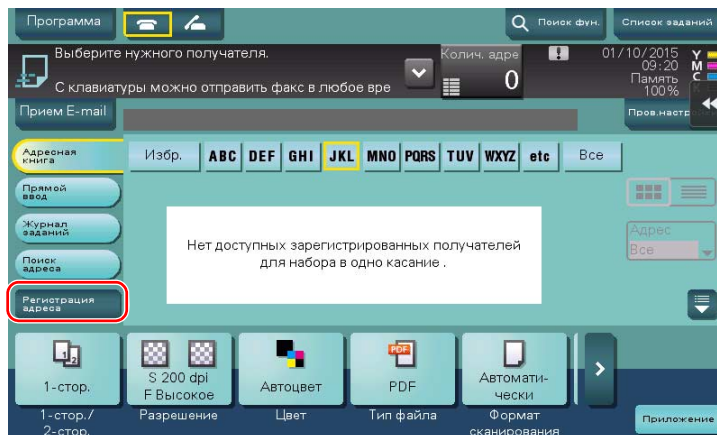 Программа
Поиск фун.
Список заданий
Выберите нужного получателя.
С клавиатуры можно отправить факс в любое вре
Колич. адре
0
01/10/2015
09:20
Память
100%
Y
M
C
K
Прием E-mail
Пров.настр
Адресная
книга
Избр.
ABC
DEF
GHI
JKL
MNO
PQRS
TUV
WXYZ
etc
Все
Прямой
ввод
Журнал
заданий
Поиск
адреса
Регистрация
адреса
Нет доступных зарегистрированных получателей
для набора в одно касание .
Адрес
Все
1-стор.
S 200 dpi
F Высокое
Автоцвет
PDF
PDF
Автомати-
чески
1-стор./
2-стор.
Разрешение
Цвет
Тип файла
Формат
сканирования
Приложение